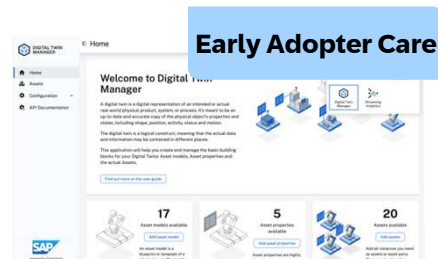 Early Adopter Care
DIGITAL TWIN
MANAGER
Home
Home
Assets
Configuration
API Documentation
Welcome to Digital Twin
Manager
A digital twin is a digital representation of an intended or actual
real-world physical product, system, or process. It's meant to be an
up-to-date and accurate copy of the physical object's properties and
states, including shape, position, activity, status and motion.
The digital twin is a logical construct, meaning that the actual data
and information may be contained in different places.
This application will help you create and manage the basic building
blocks for your Digital Twins: Asset models, Asset properties and
the actual Assets.
Find out more on the user guide
Digital Twin
Manager
Streaming
Analytics
17
Asset models available
Add asset model
An asset model is a
blueprint or template of a
5
Asset properties
available
Add asset properties
Asset properties are highly
20
Assets available
Add assets
Add all instances you need
as assets or asset parts.
SAP